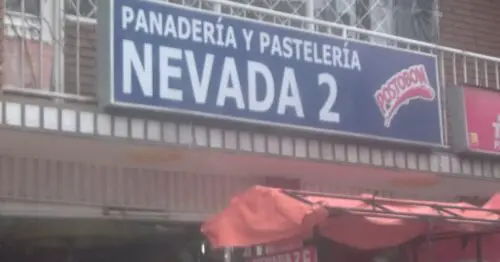 PANADERÍA Y PASTELERÍA
NEVADA 2
POSTOBON